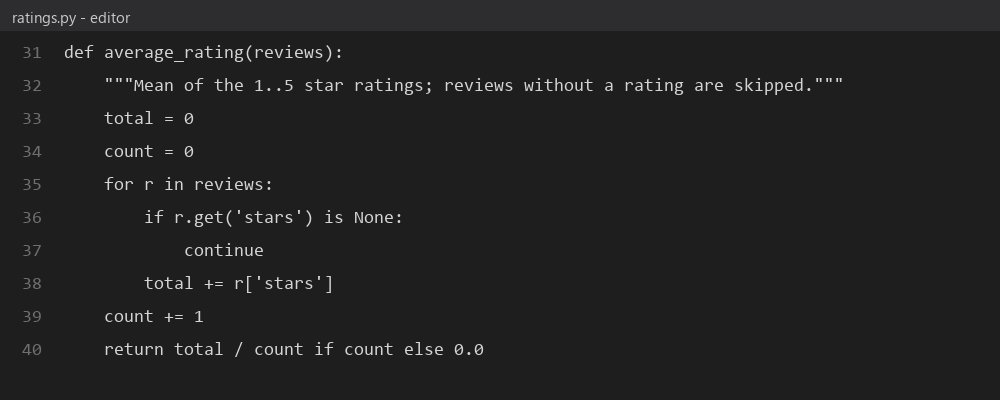 ratings.py - editor
31 def average_rating(reviews):
32     """Mean of the 1..5 star ratings; reviews without a rating are skipped."""
33     total = 0
34     count = 0
35     for r in reviews:
36         if r.get('stars') is None:
37             continue
38         total += r['stars']
39     count += 1
40     return total / count if count else 0.0